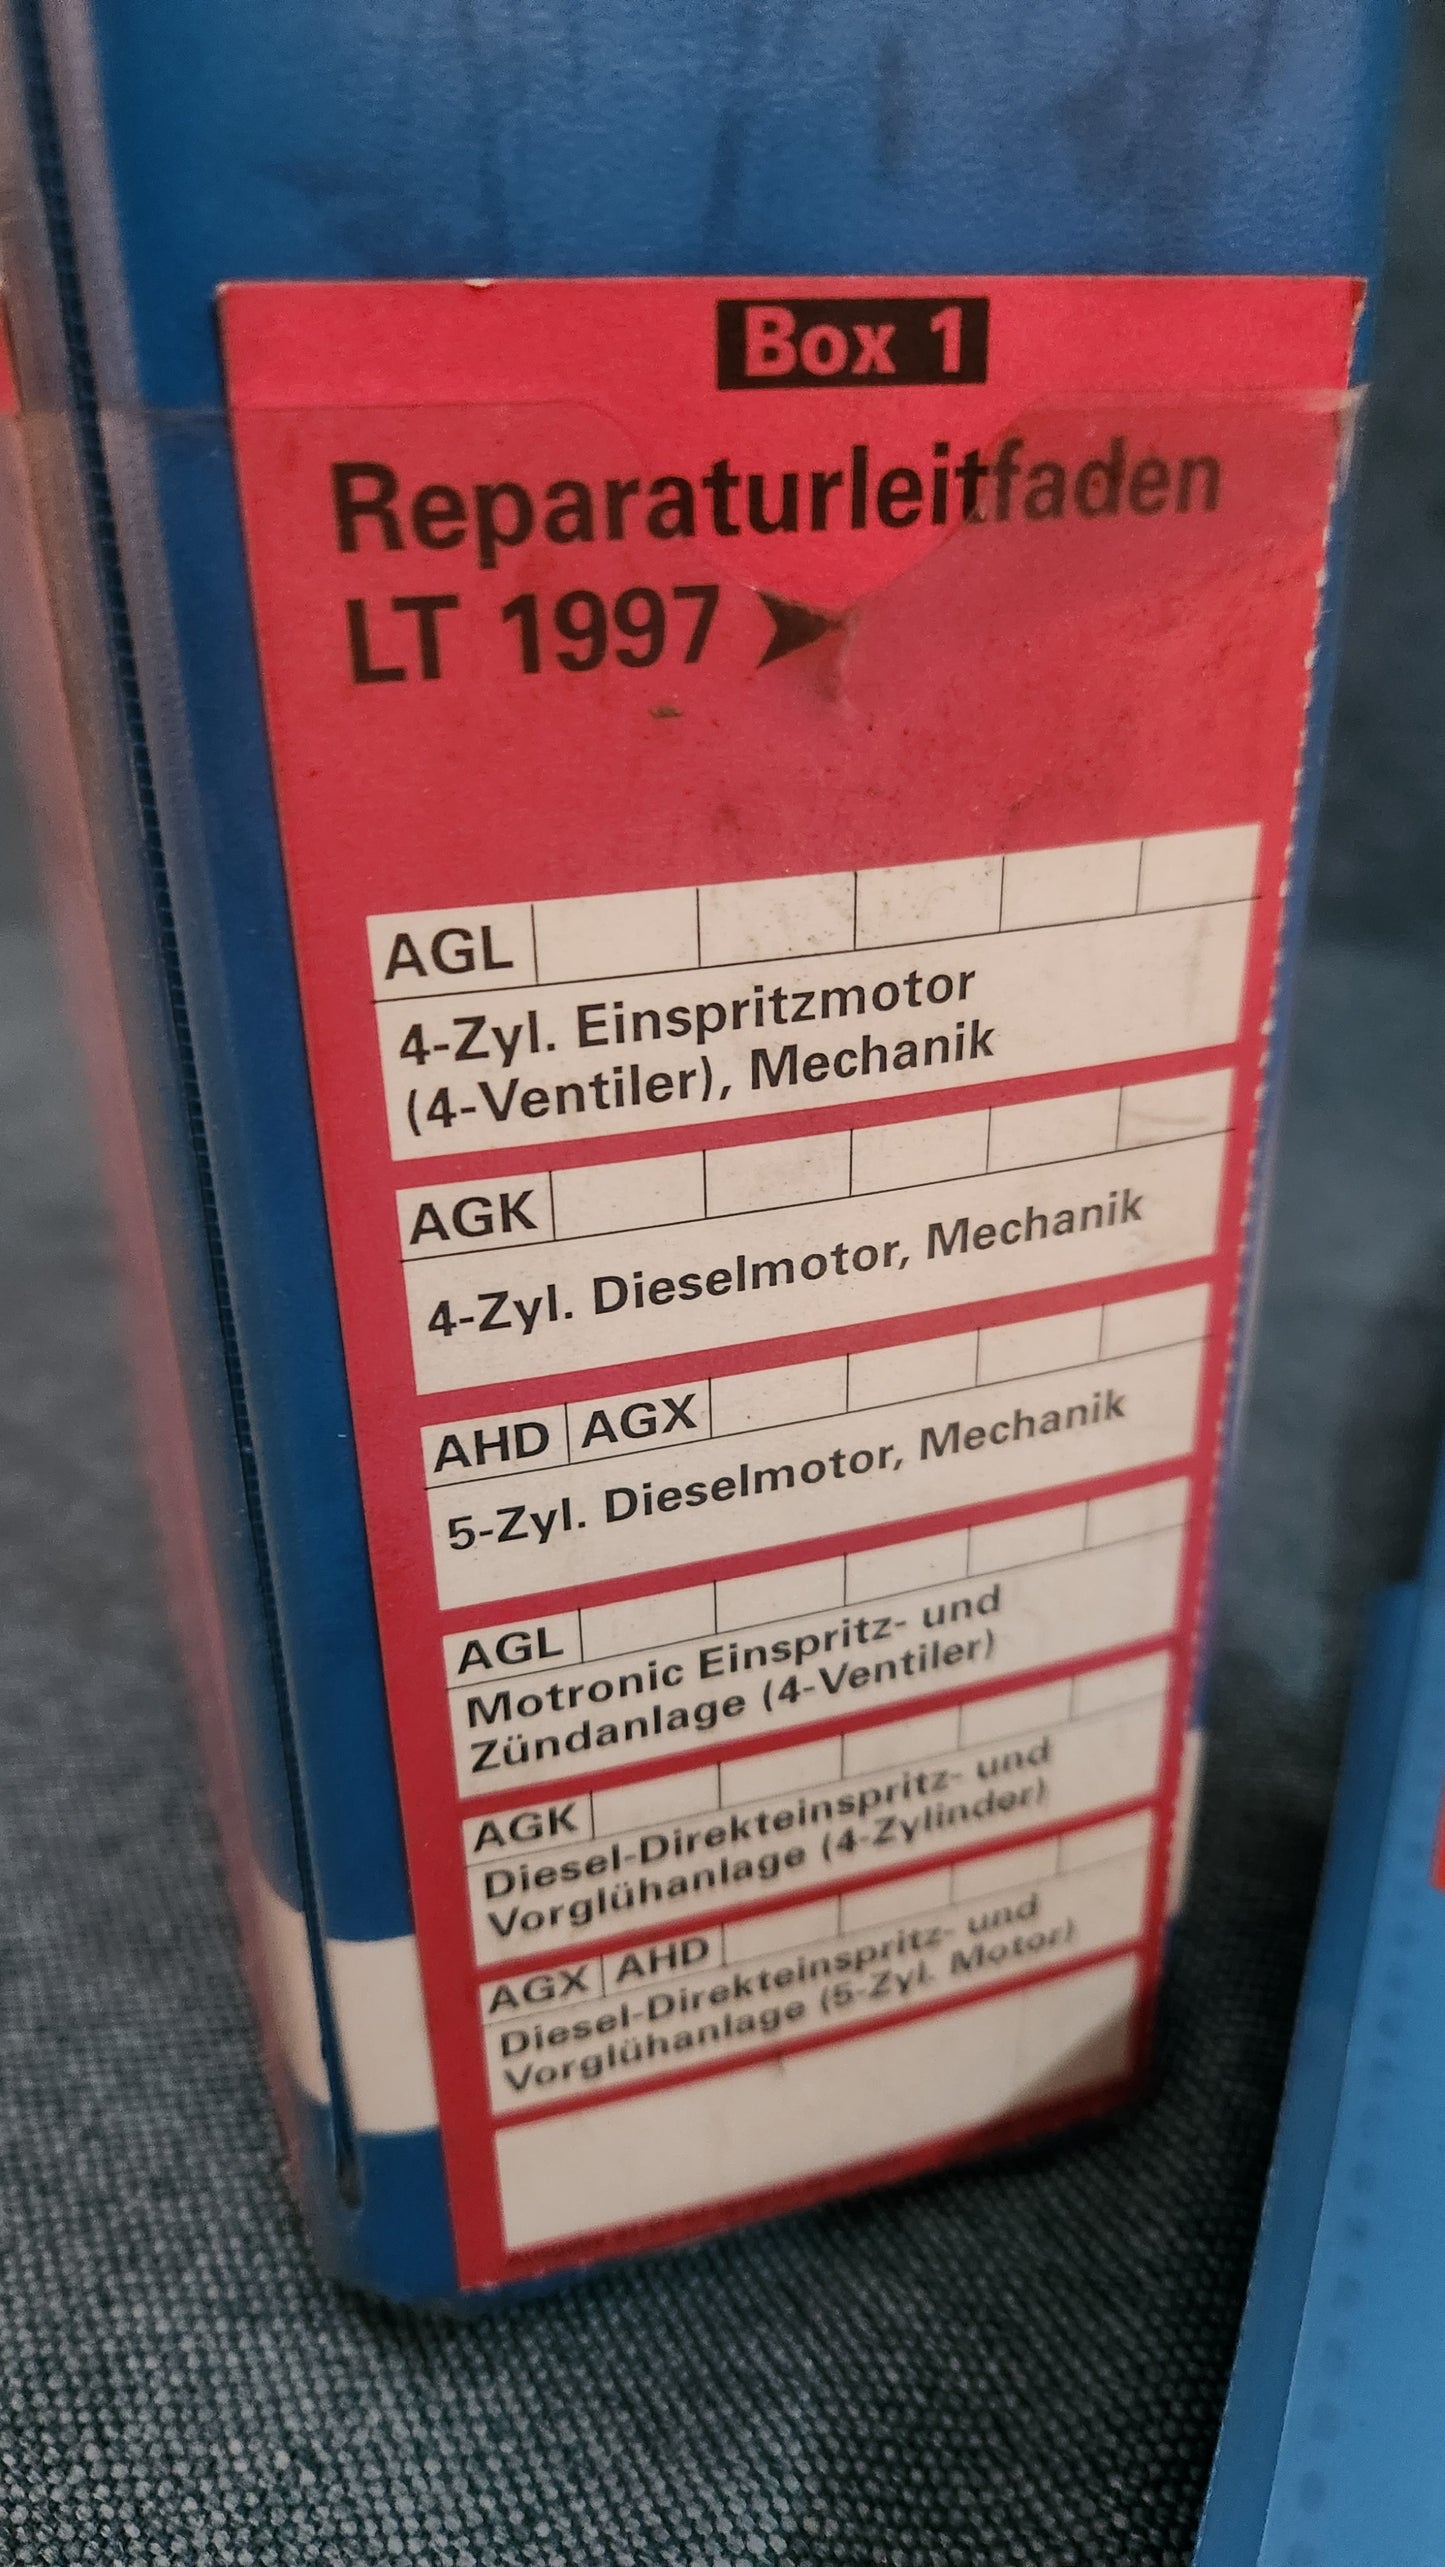 Box 1
Reparaturleitfaden
LT 1997 ➤
AGL
4-Zyl. Einspritzmotor
(4-Ventiler), Mechanik
AGK
4-Zyl. Dieselmotor, Mechanik
AHD AGX
5-Zyl. Dieselmotor, Mechanik
AGL
Motronic Einspritz- und
Zündanlage (4-Ventiler)
AGK
Diesel-Direkteinspritz- und
Vorglühanlage (4-Zylinder)
AGX AHD
Diesel-Direkteinspritz- und
Vorglühanlage (5-Zyl. Motor)